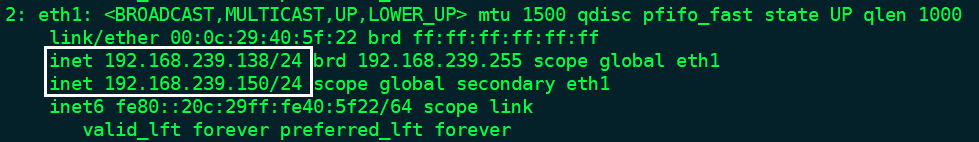 2: eth1: <BROADCAST,MULTICAST,UP,LOWER_UP> mtu 1500 qdisc pfifo_fast state UP qlen 1000
link/ether 00:0c:29:40:5f:22 brd ff:ff:ff:ff:ff:ff
inet 192.168.239.138/24 brd 192.168.239.255 scope global eth1
inet 192.168.239.150/24 scope global secondary eth1
inet6 fe80::20c:29ff:fe40:5f22/64 scope link
valid_lft forever preferred_lft forever